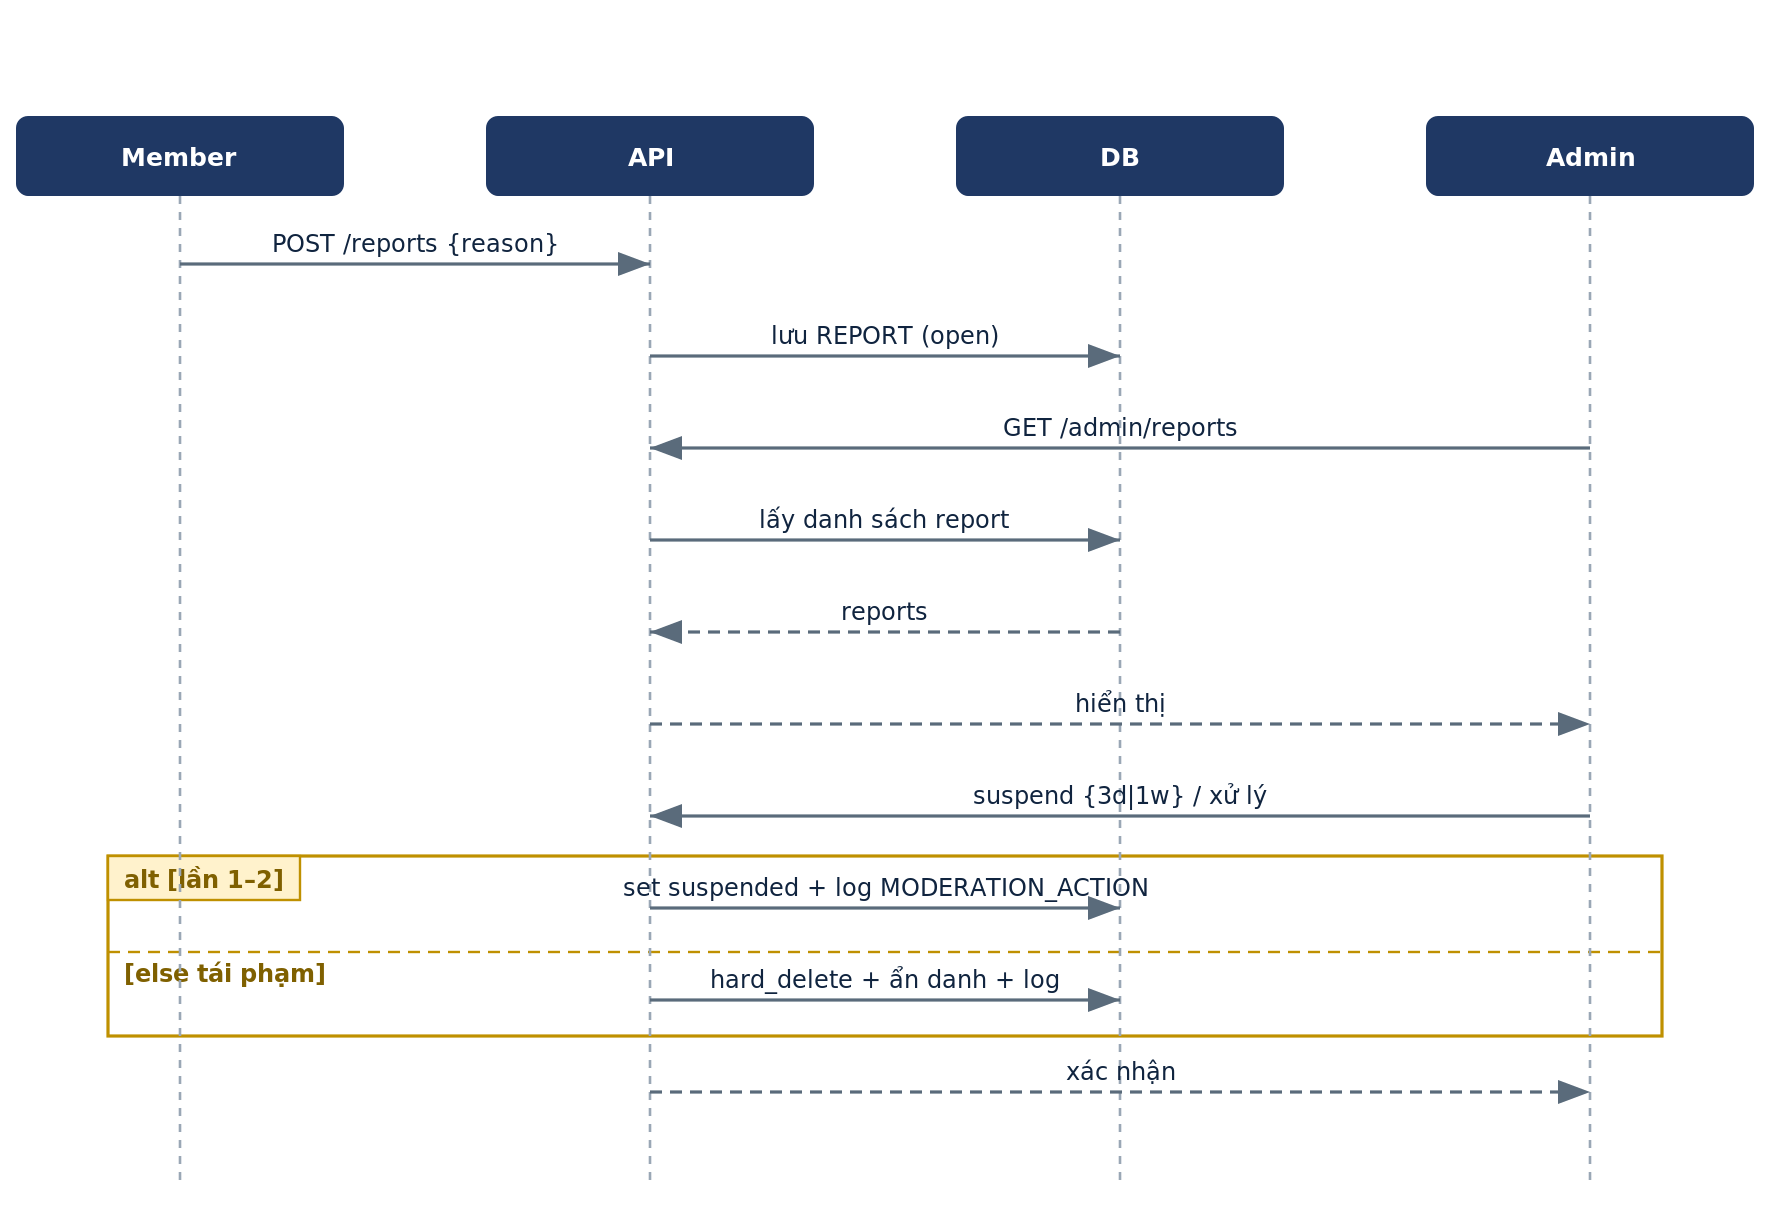 Member
API
DB
Admin
POST /reports {reason}
lưu REPORT (open)
GET /admin/reports
lấy danh sách report
reports
hiển thị
suspend {3d|1w} / xử lý
alt [lần 1–2]
set suspended + log MODERATION_ACTION
[else tái phạm]
hard_delete + ẩn danh + log
xác nhận